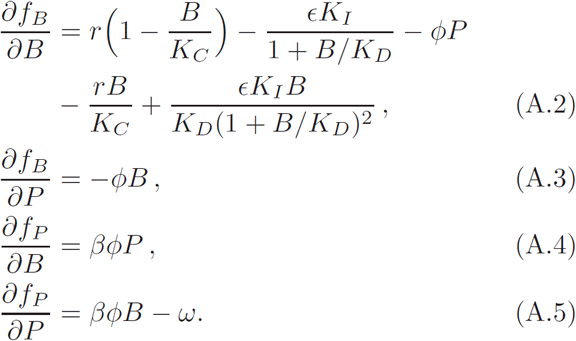 ∂f_B/∂B = r(1 − B/K_C) − ϵK_I/(1 + B/K_D) − ϕP
− rB/K_C + ϵK_I B/(K_D(1 + B/K_D)²) , (A.2)
∂f_B/∂P = −ϕB , (A.3)
∂f_P/∂B = βϕP , (A.4)
∂f_P/∂P = βϕB − ω. (A.5)